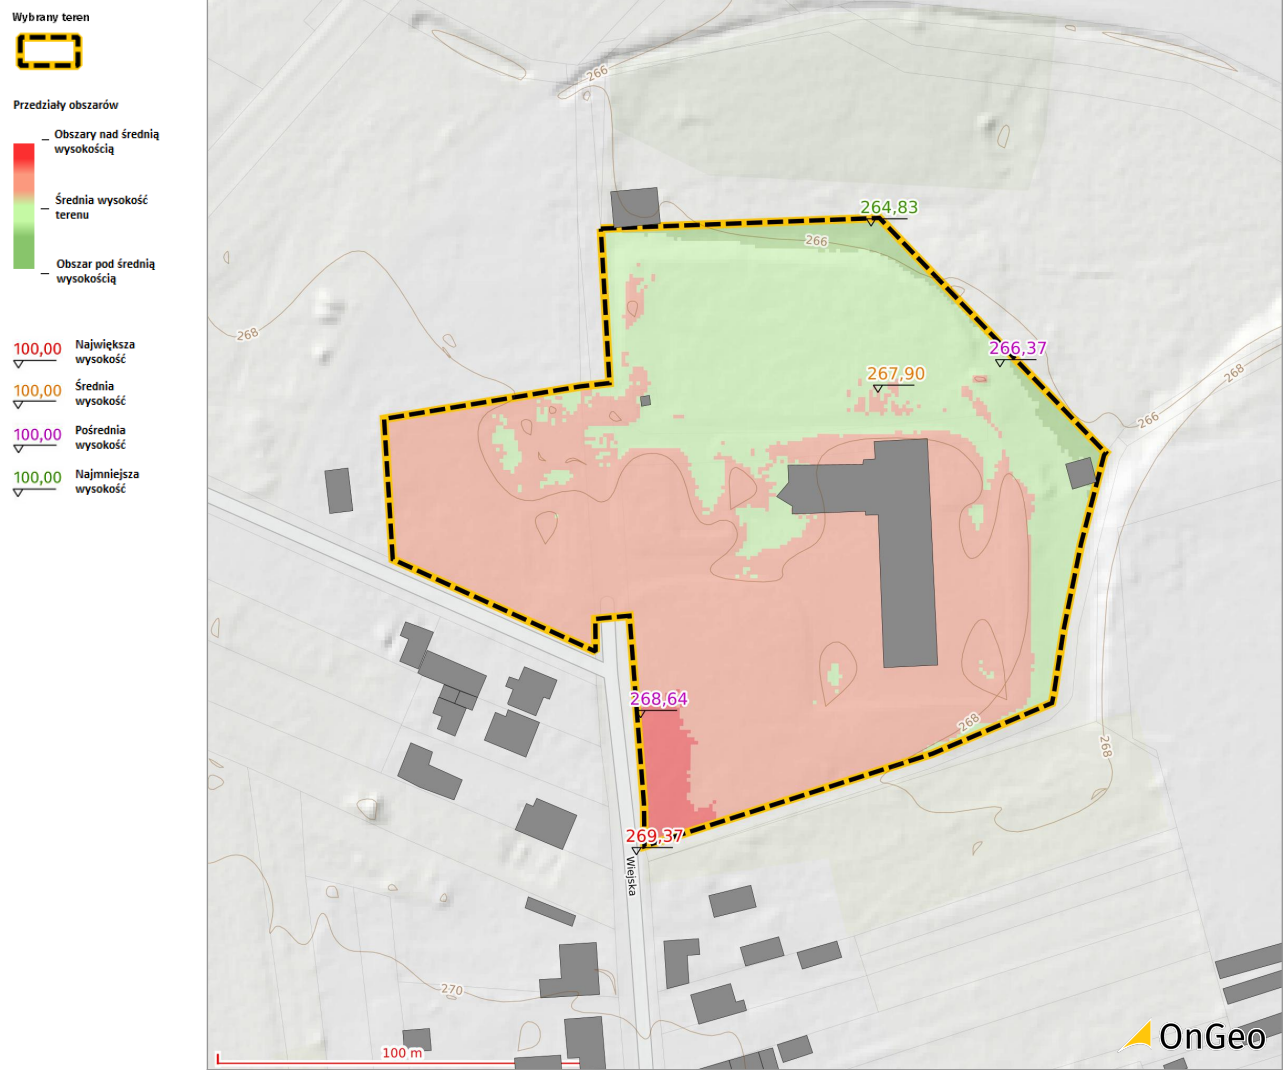 Wybrany teren
Przedziały obszarów
Obszary nad średnią
wysokością
Średnia wysokość
terenu
Obszar pod średnią
wysokością
100,00
Największa
wysokość
100,00
Średnia
wysokość
100,00
Pośrednia
wysokość
100,00
Najmniejsza
wysokość
266
264,83
266
268
266,37
267,90
268
266
268,64
268
268
269,37
Wiejska
270
100 m
OnGeo